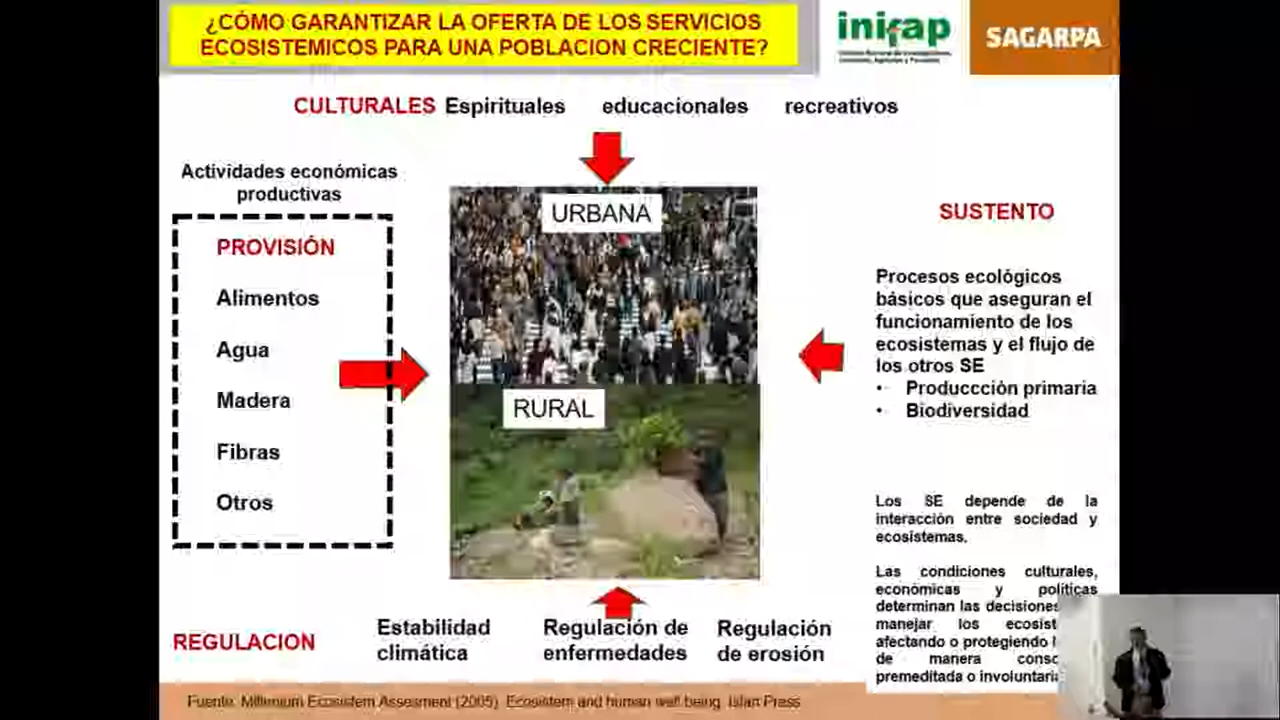 ¿CÓMO GARANTIZAR LA OFERTA DE LOS SERVICIOS
ECOSISTEMICOS PARA UNA POBLACION CRECIENTE?
inifap
SAGARPA
CULTURALES Espirituales educacionales recreativos
Actividades económicas
productivas
PROVISIÓN
Alimentos
Agua
Madera
Fibras
Otros
URBANA
RURAL
SUSTENTO
Procesos ecológicos
básicos que aseguran el
funcionamiento de los
ecosistemas y el flujo de
los otros SE
• Produccción primaria
• Biodiversidad
Los SE depende de la
interacción entre sociedad y
ecosistemas.
Las condiciones culturales,
económicas y políticas
determinan las decisiones
manejar los
afectando o protegiendo
de manera
premeditada o
REGULACION
Estabilidad
climática
Regulación de
enfermedades
Regulación
de erosión
Fuente: Millenium Ecosistem Assesment (2005). Ecosistem and human well being. Islan Press